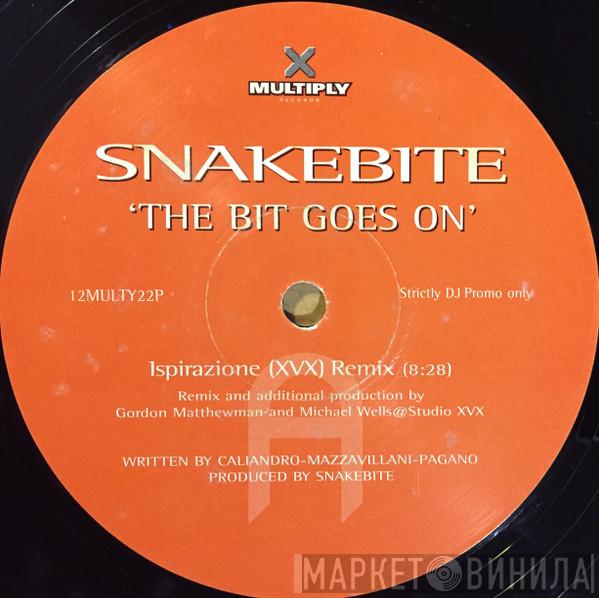 X
MULTIPLY
RECORDS
SNAKEBITE
‘THE BIT GOES ON’
12MULTY22P
Strictly DJ Promo only
Ispirazione (XVX) Remix (8:28)
Remix and additional production by
Gordon Matthewman and Michael Wells@Studio XVX
A
WRITTEN BY CALIANDRO-MAZZAVILLANI-PAGANO
PRODUCED BY SNAKEBITE
МАРКЕТ ВИНИЛА